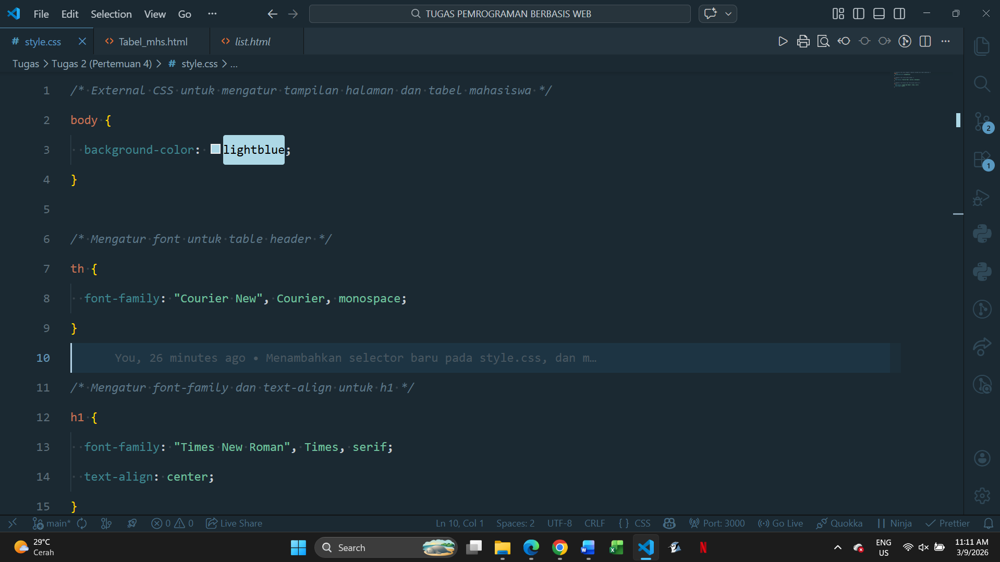 File Edit Selection View Go ··· TUGAS PEMROGRAMAN BERBASIS WEB
# style.css <> Tabel_mhs.html <> list.html
Tugas > Tugas 2 (Pertemuan 4) > # style.css > ...
1 /* External CSS untuk mengatur tampilan halaman dan tabel mahasiswa */
2 body {
3 background-color: lightblue;
4 }
5
6 /* Mengatur font untuk table header */
7 th {
8 font-family: "Courier New", Courier, monospace;
9 }
10 You, 26 minutes ago • Menambahkan selector baru pada style.css, dan m…
11 /* Mengatur font-family dan text-align untuk h1 */
12 h1 {
13 font-family: "Times New Roman", Times, serif;
14 text-align: center;
15 }
2
1
main* 0 0 Live Share Ln 10, Col 1 Spaces: 2 UTF-8 CRLF { } CSS Port: 3000 Go Live Quokka Ninja Prettier
29°C
Cerah
Search
ENG
US
11:11 AM
3/9/2026